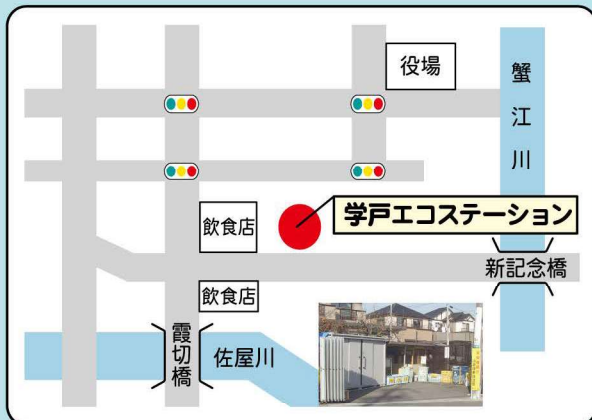 役場
蟹江川
飲食店
学戸エコステーション
新記念橋
飲食店
霞切橋
佐屋川